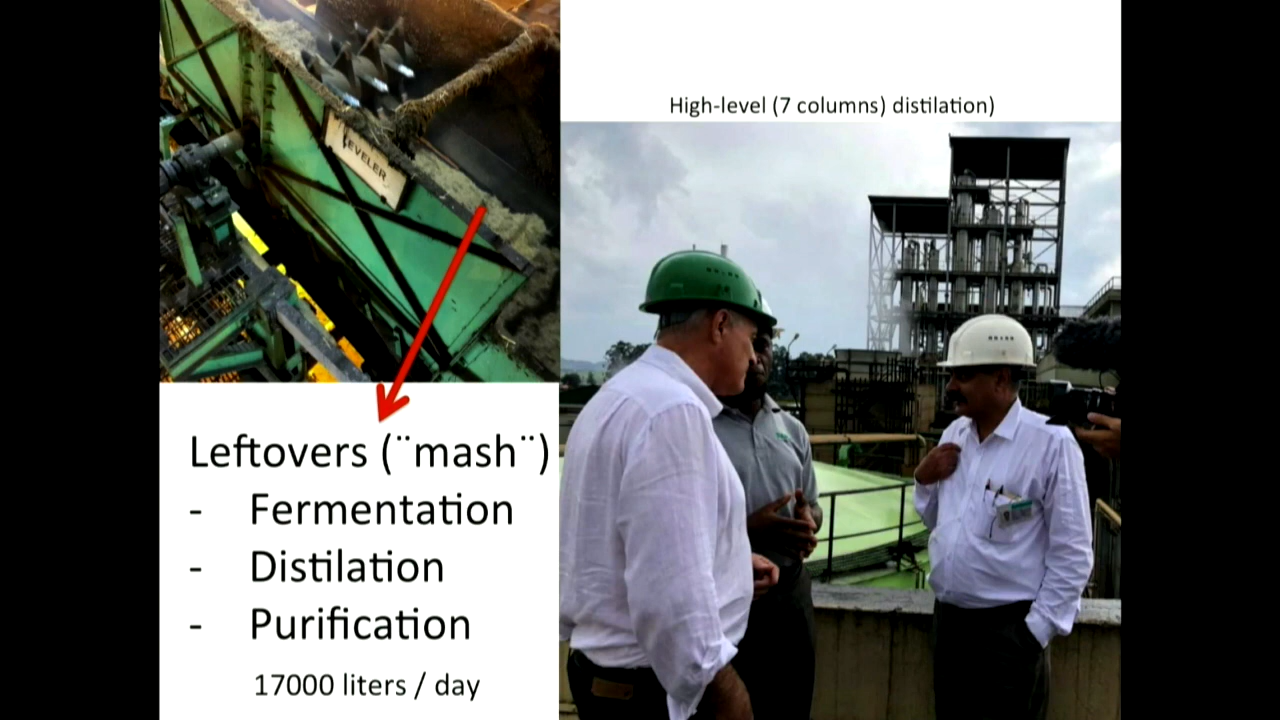 LEVELER
High-level (7 columns) distilation)
Leftovers (¨mash¨)
- Fermentation
- Distilation
- Purification
17000 liters / day